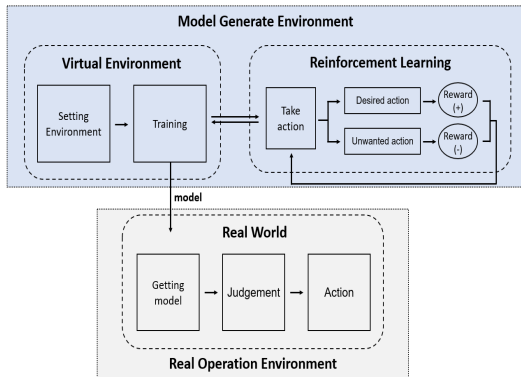 Model Generate Environment
Virtual Environment
Reinforcement Learning
Setting
Environment
Training
Take
action
Desired action
Unwanted action
Reward
(+)
Reward
(-)
model
Real World
Getting
model
Judgement
Action
Real Operation Environment